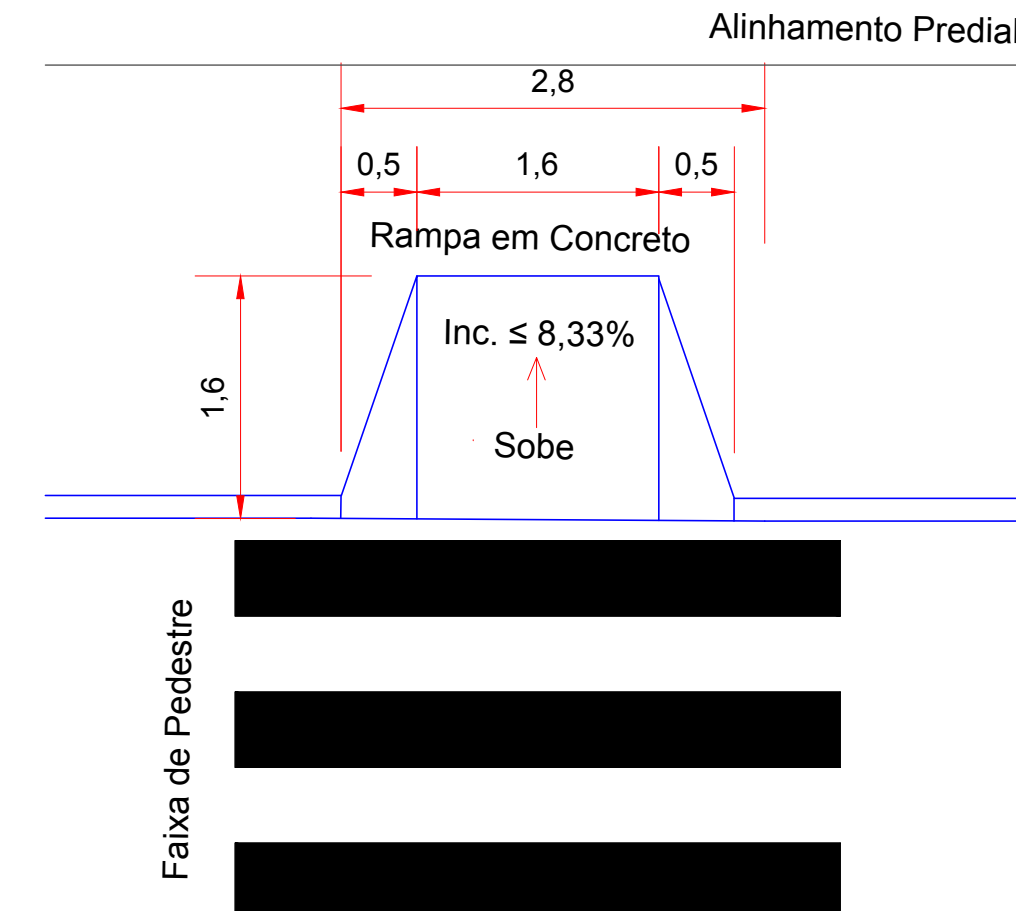 Alinhamento Predial
2,8
0,5
1,6
0,5
Rampa em Concreto
Inc. ≤ 8,33%
1,6
Sobe
Faixa de Pedestre